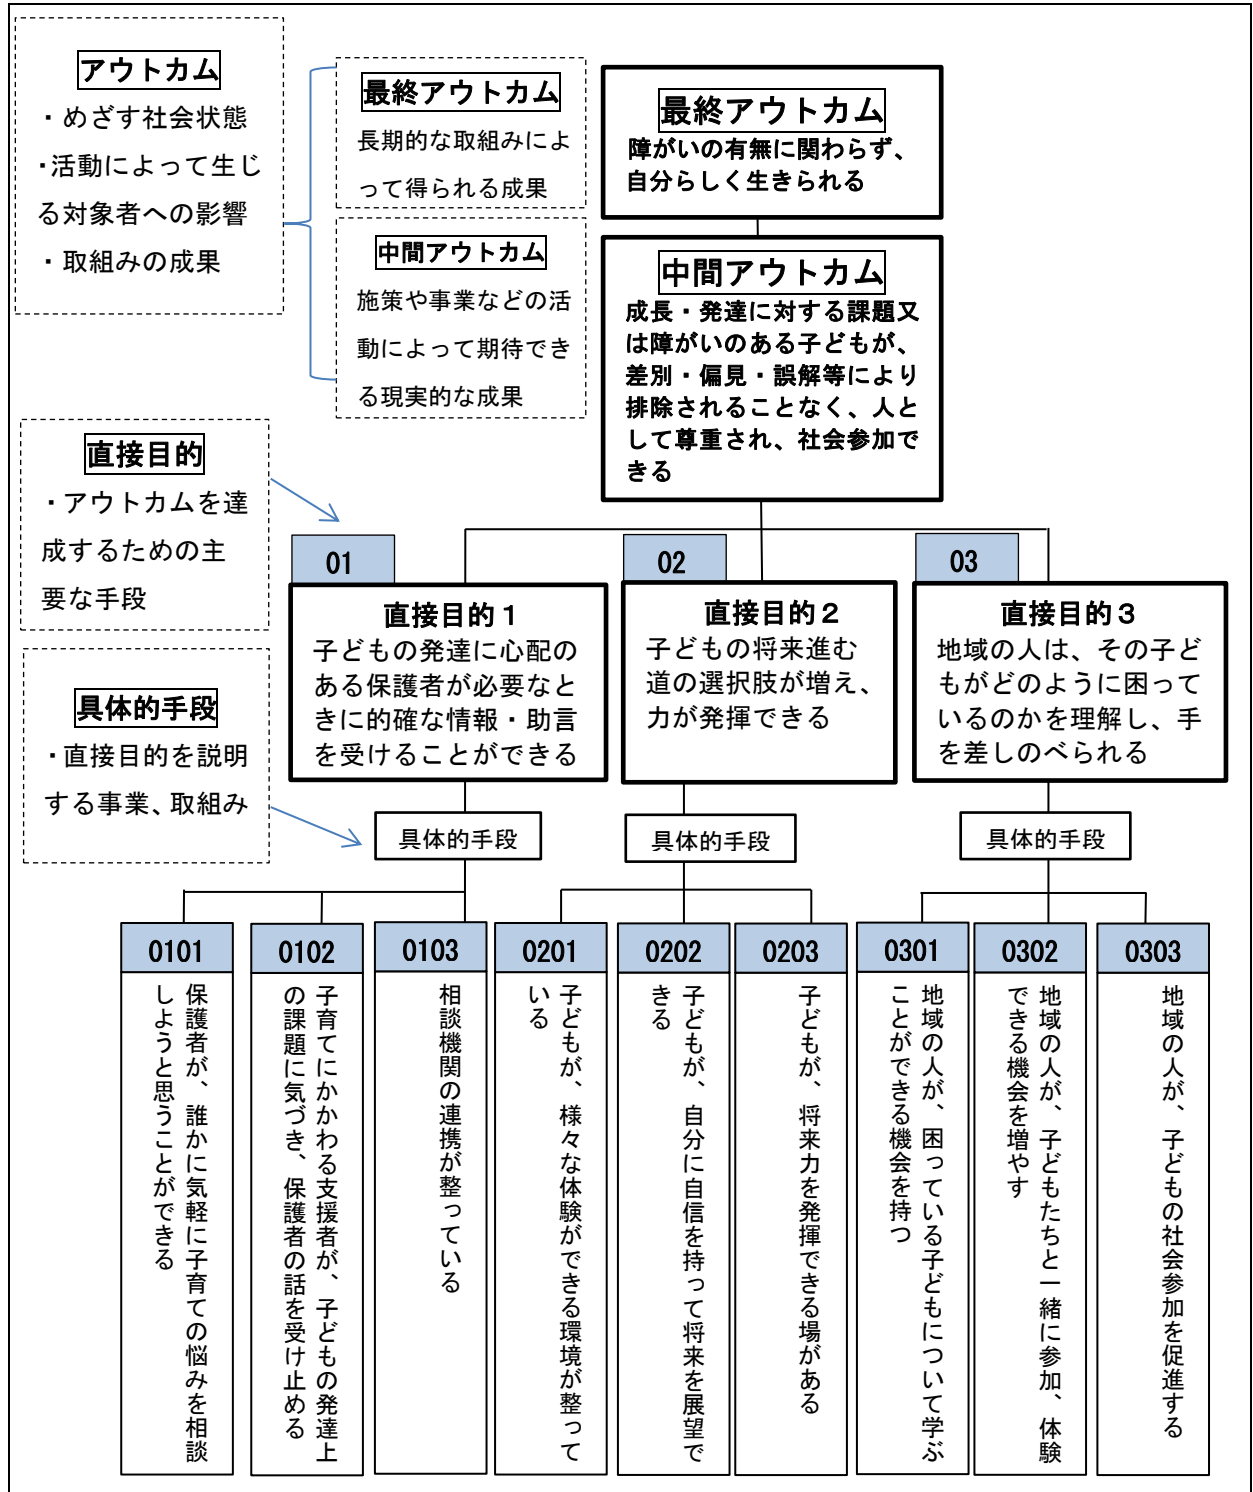 アウトカム
・めざす社会状態
・活動によって生じ
る対象者への影響
・取組みの成果
最終アウトカム
長期的な取組みによ
って得られる成果
中間アウトカム
施策や事業などの活
動によって期待でき
る現実的な成果
最終アウトカム
障がいの有無に関わらず、
自分らしく生きられる
中間アウトカム
成長・発達に対する課題又
は障がいのある子どもが、
差別・偏見・誤解等により
排除されることなく、人と
して尊重され、社会参加で
きる
直接目的
・アウトカムを達
成するための主
要な手段
具体的手段
・直接目的を説明
する事業、取組み
01
直接目的１
子どもの発達に心配の
ある保護者が必要なと
きに的確な情報・助言
を受けることができる
02
直接目的２
子どもの将来進む
道の選択肢が増え、
力が発揮できる
03
直接目的３
地域の人は、その子ど
もがどのように困って
いるのかを理解し、手
を差しのべられる
具体的手段
具体的手段
具体的手段
0101
保護者が、誰かに気軽に子育ての悩みを相談
しようと思うことができる
0102
子育てにかかわる支援者が、子どもの発達上
の課題に気づき、保護者の話を受け止める
0103
相談機関の連携が整っている
0201
子どもが、様々な体験ができる環境が整って
いる
0202
子どもが、自分に自信を持って将来を展望で
きる
0203
子どもが、将来力を発揮できる場がある
0301
地域の人が、困っている子どもについて学ぶ
ことができる機会を持つ
0302
地域の人が、子どもたちと一緒に参加、体験
できる機会を増やす
0303
地域の人が、子どもの社会参加を促進する